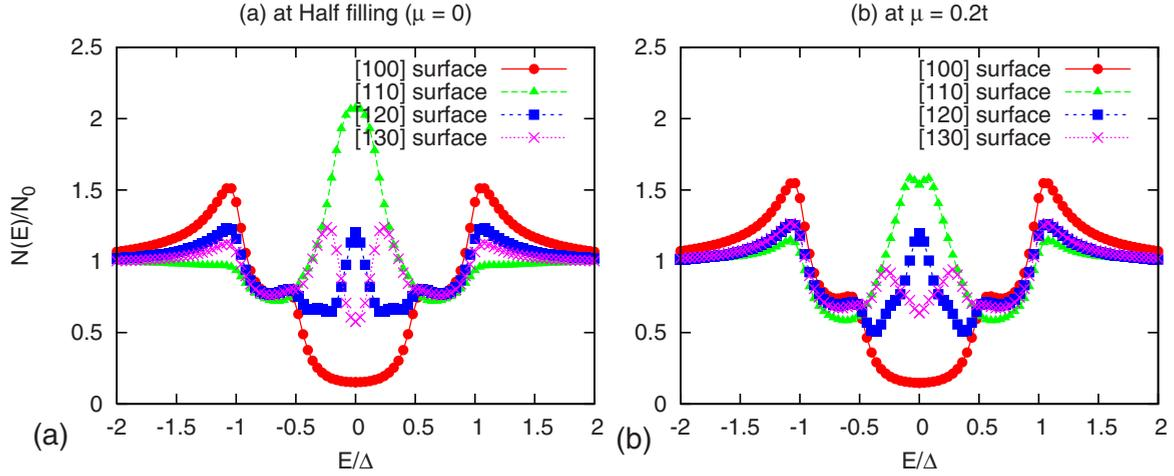 (a) at Half filling (μ = 0)
2.5
2
1.5
1
0.5
0
-2 -1.5 -1 -0.5 0 0.5 1 1.5 2
N(E)/N0
E/Δ
[100] surface
[110] surface
[120] surface
[130] surface
(a)
(b) at μ = 0.2t
2.5
2
1.5
1
0.5
0
-2 -1.5 -1 -0.5 0 0.5 1 1.5 2
E/Δ
[100] surface
[110] surface
[120] surface
[130] surface
(b)